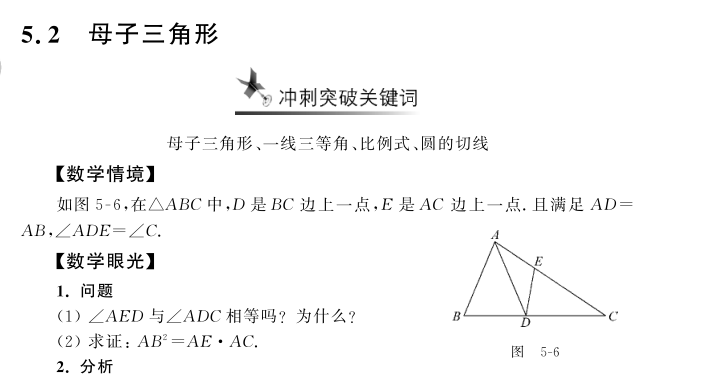 5.2 母子三角形
冲刺突破关键词
母子三角形、一线三等角、比例式、圆的切线
【数学情境】
如图 5-6,在△ABC 中,D 是 BC 边上一点,E 是 AC 边上一点.且满足 AD=
AB,∠ADE=∠C.
【数学眼光】
1. 问题
(1) ∠AED 与∠ADC 相等吗? 为什么?
(2) 求证:AB²=AE·AC.
2. 分析
A
E
B
D
C
图 5-6